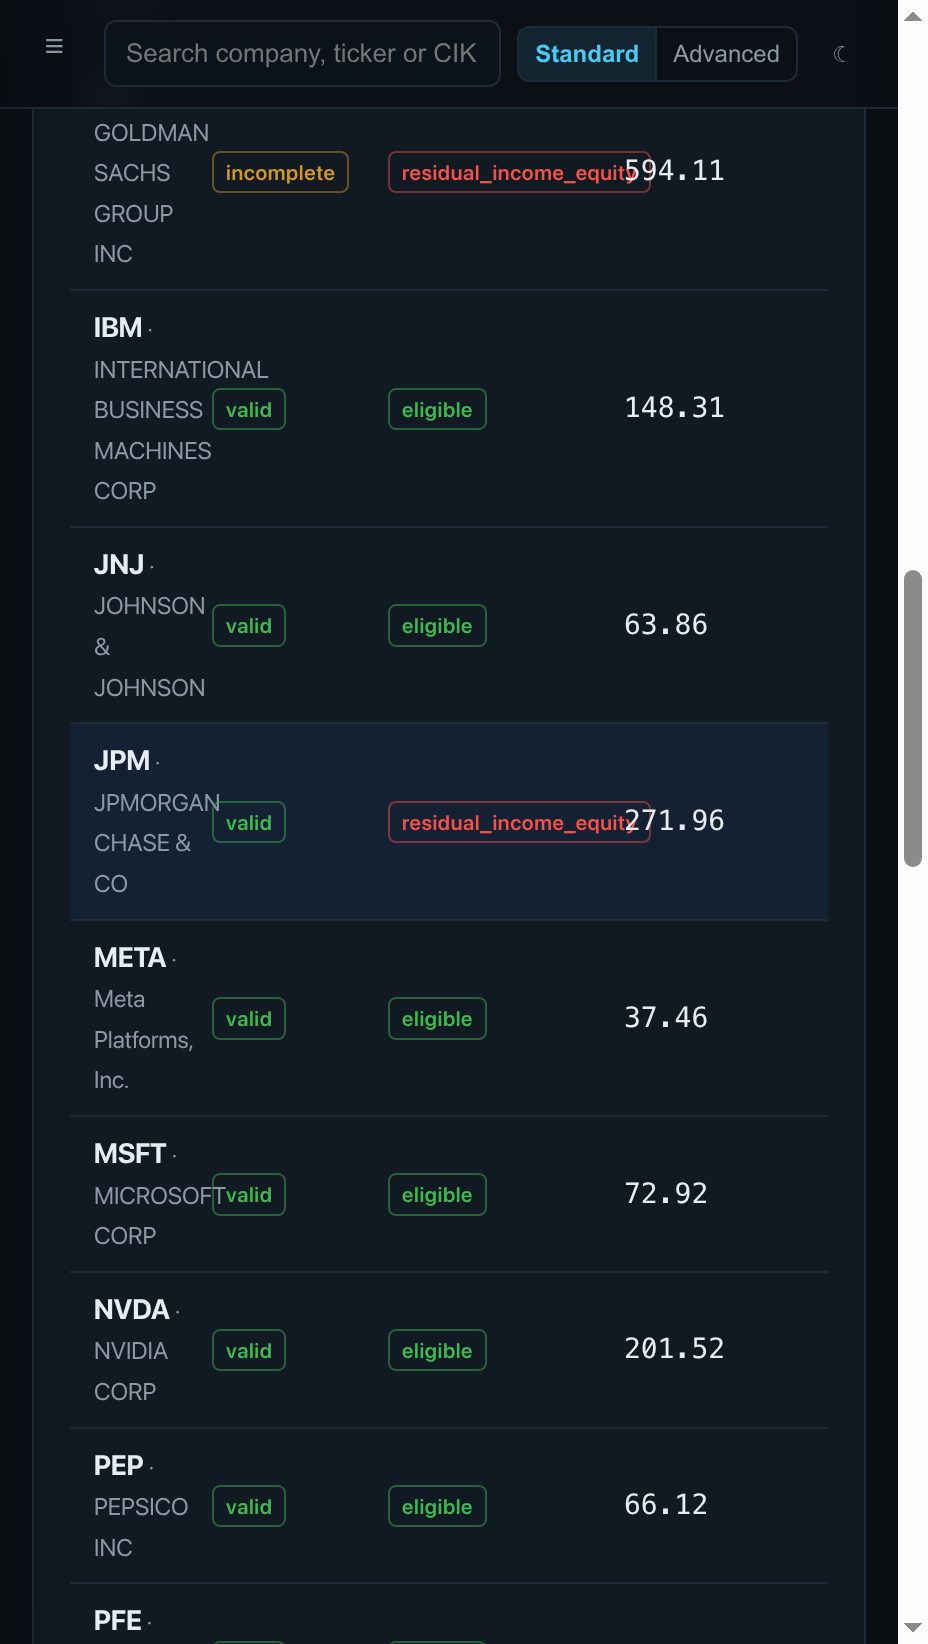 ☰ Search company, ticker or CIK Standard Advanced ☾
GOLDMAN
SACHS incomplete residual_income_equity 594.11
GROUP
INC
IBM ·
INTERNATIONAL
BUSINESS valid eligible 148.31
MACHINES
CORP
JNJ ·
JOHNSON valid eligible 63.86
&
JOHNSON
JPM ·
JPMORGAN valid residual_income_equity 271.96
CHASE &
CO
META ·
Meta valid eligible 37.46
Platforms,
Inc.
MSFT ·
MICROSOFT valid eligible 72.92
CORP
NVDA ·
NVIDIA valid eligible 201.52
CORP
PEP ·
PEPSICO valid eligible 66.12
INC
PFE ·